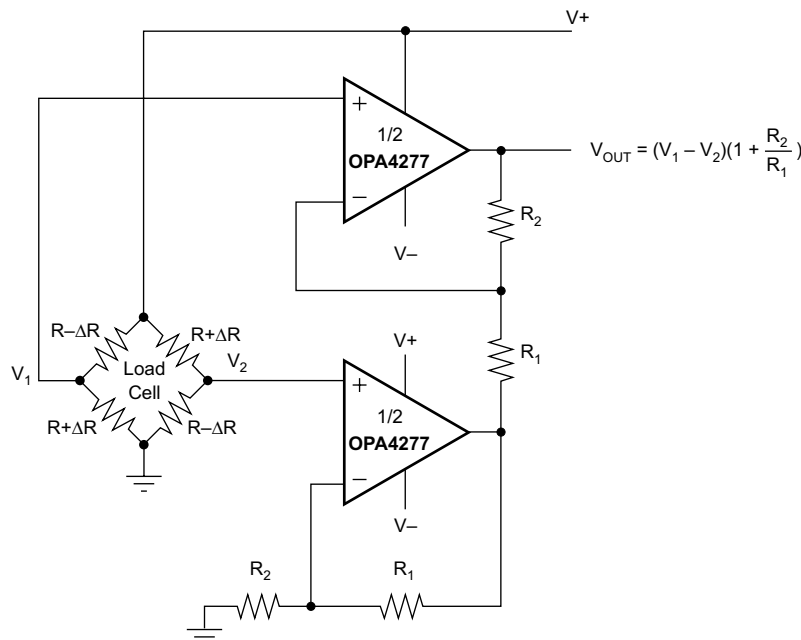 V+
+
1/2
OPA4277
−
V−
V_OUT = (V_1 – V_2)(1 + R_2/R_1)
R_2
R−ΔR
R+ΔR
V_1
Load
Cell
V_2
R+ΔR
R−ΔR
V+
R_1
+
1/2
OPA4277
−
V−
R_2
R_1